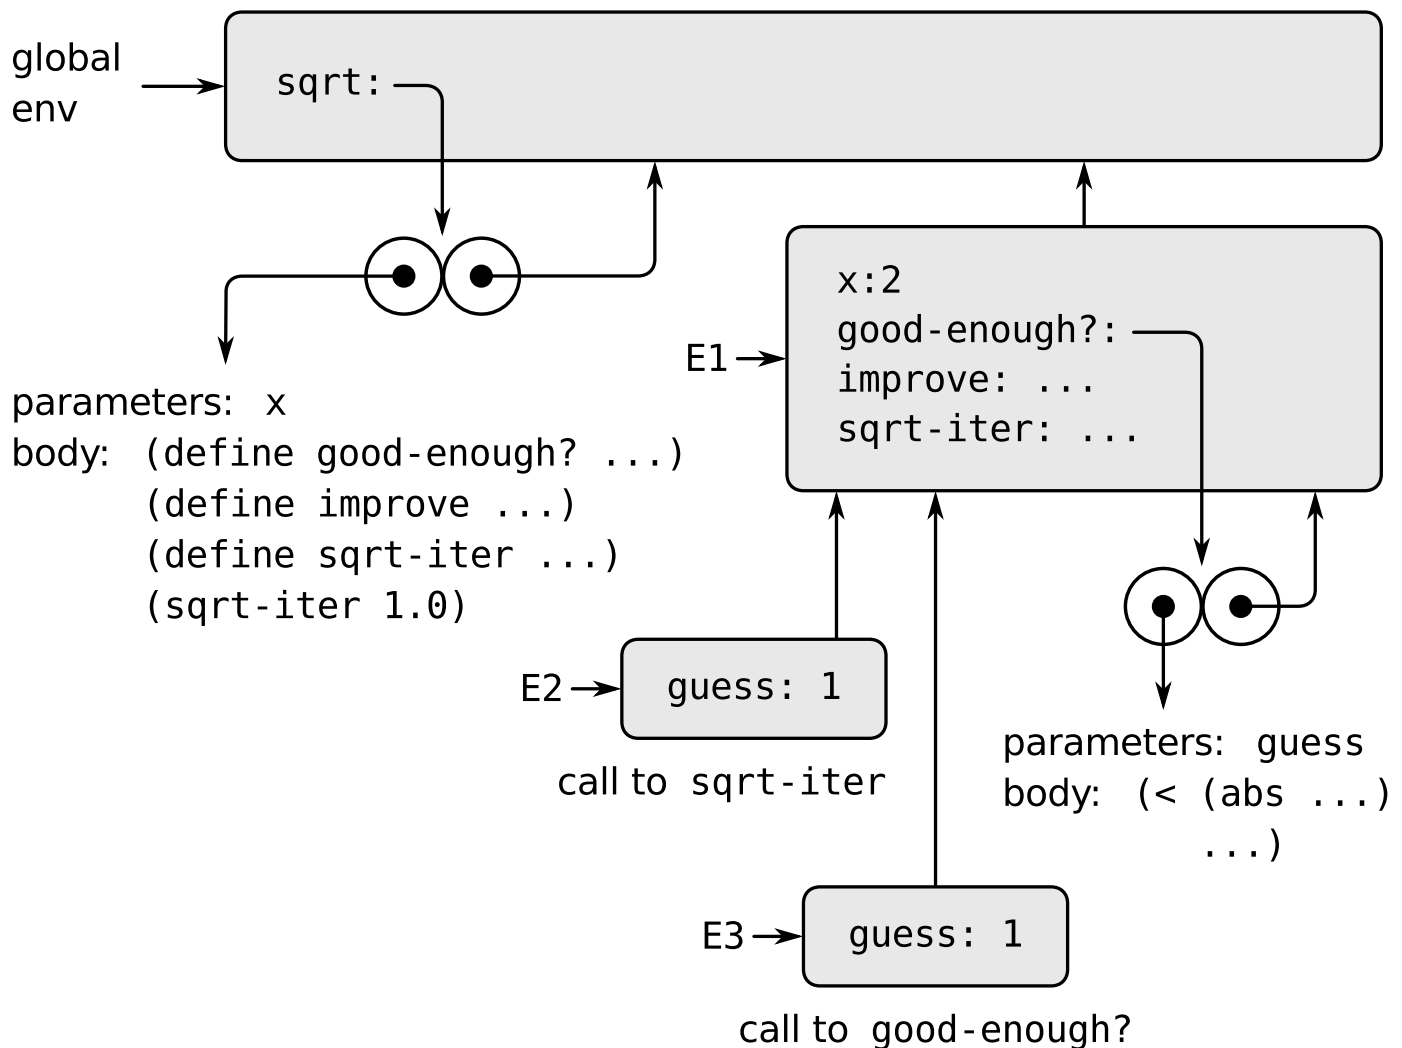 global
env
sqrt:
parameters: x
body: (define good-enough? ...)
(define improve ...)
(define sqrt-iter ...)
(sqrt-iter 1.0)
E1
x:2
good-enough?:
improve: ...
sqrt-iter: ...
E2
guess: 1
call to sqrt-iter
parameters: guess
body: (< (abs ...)
...)
E3
guess: 1
call to good-enough?